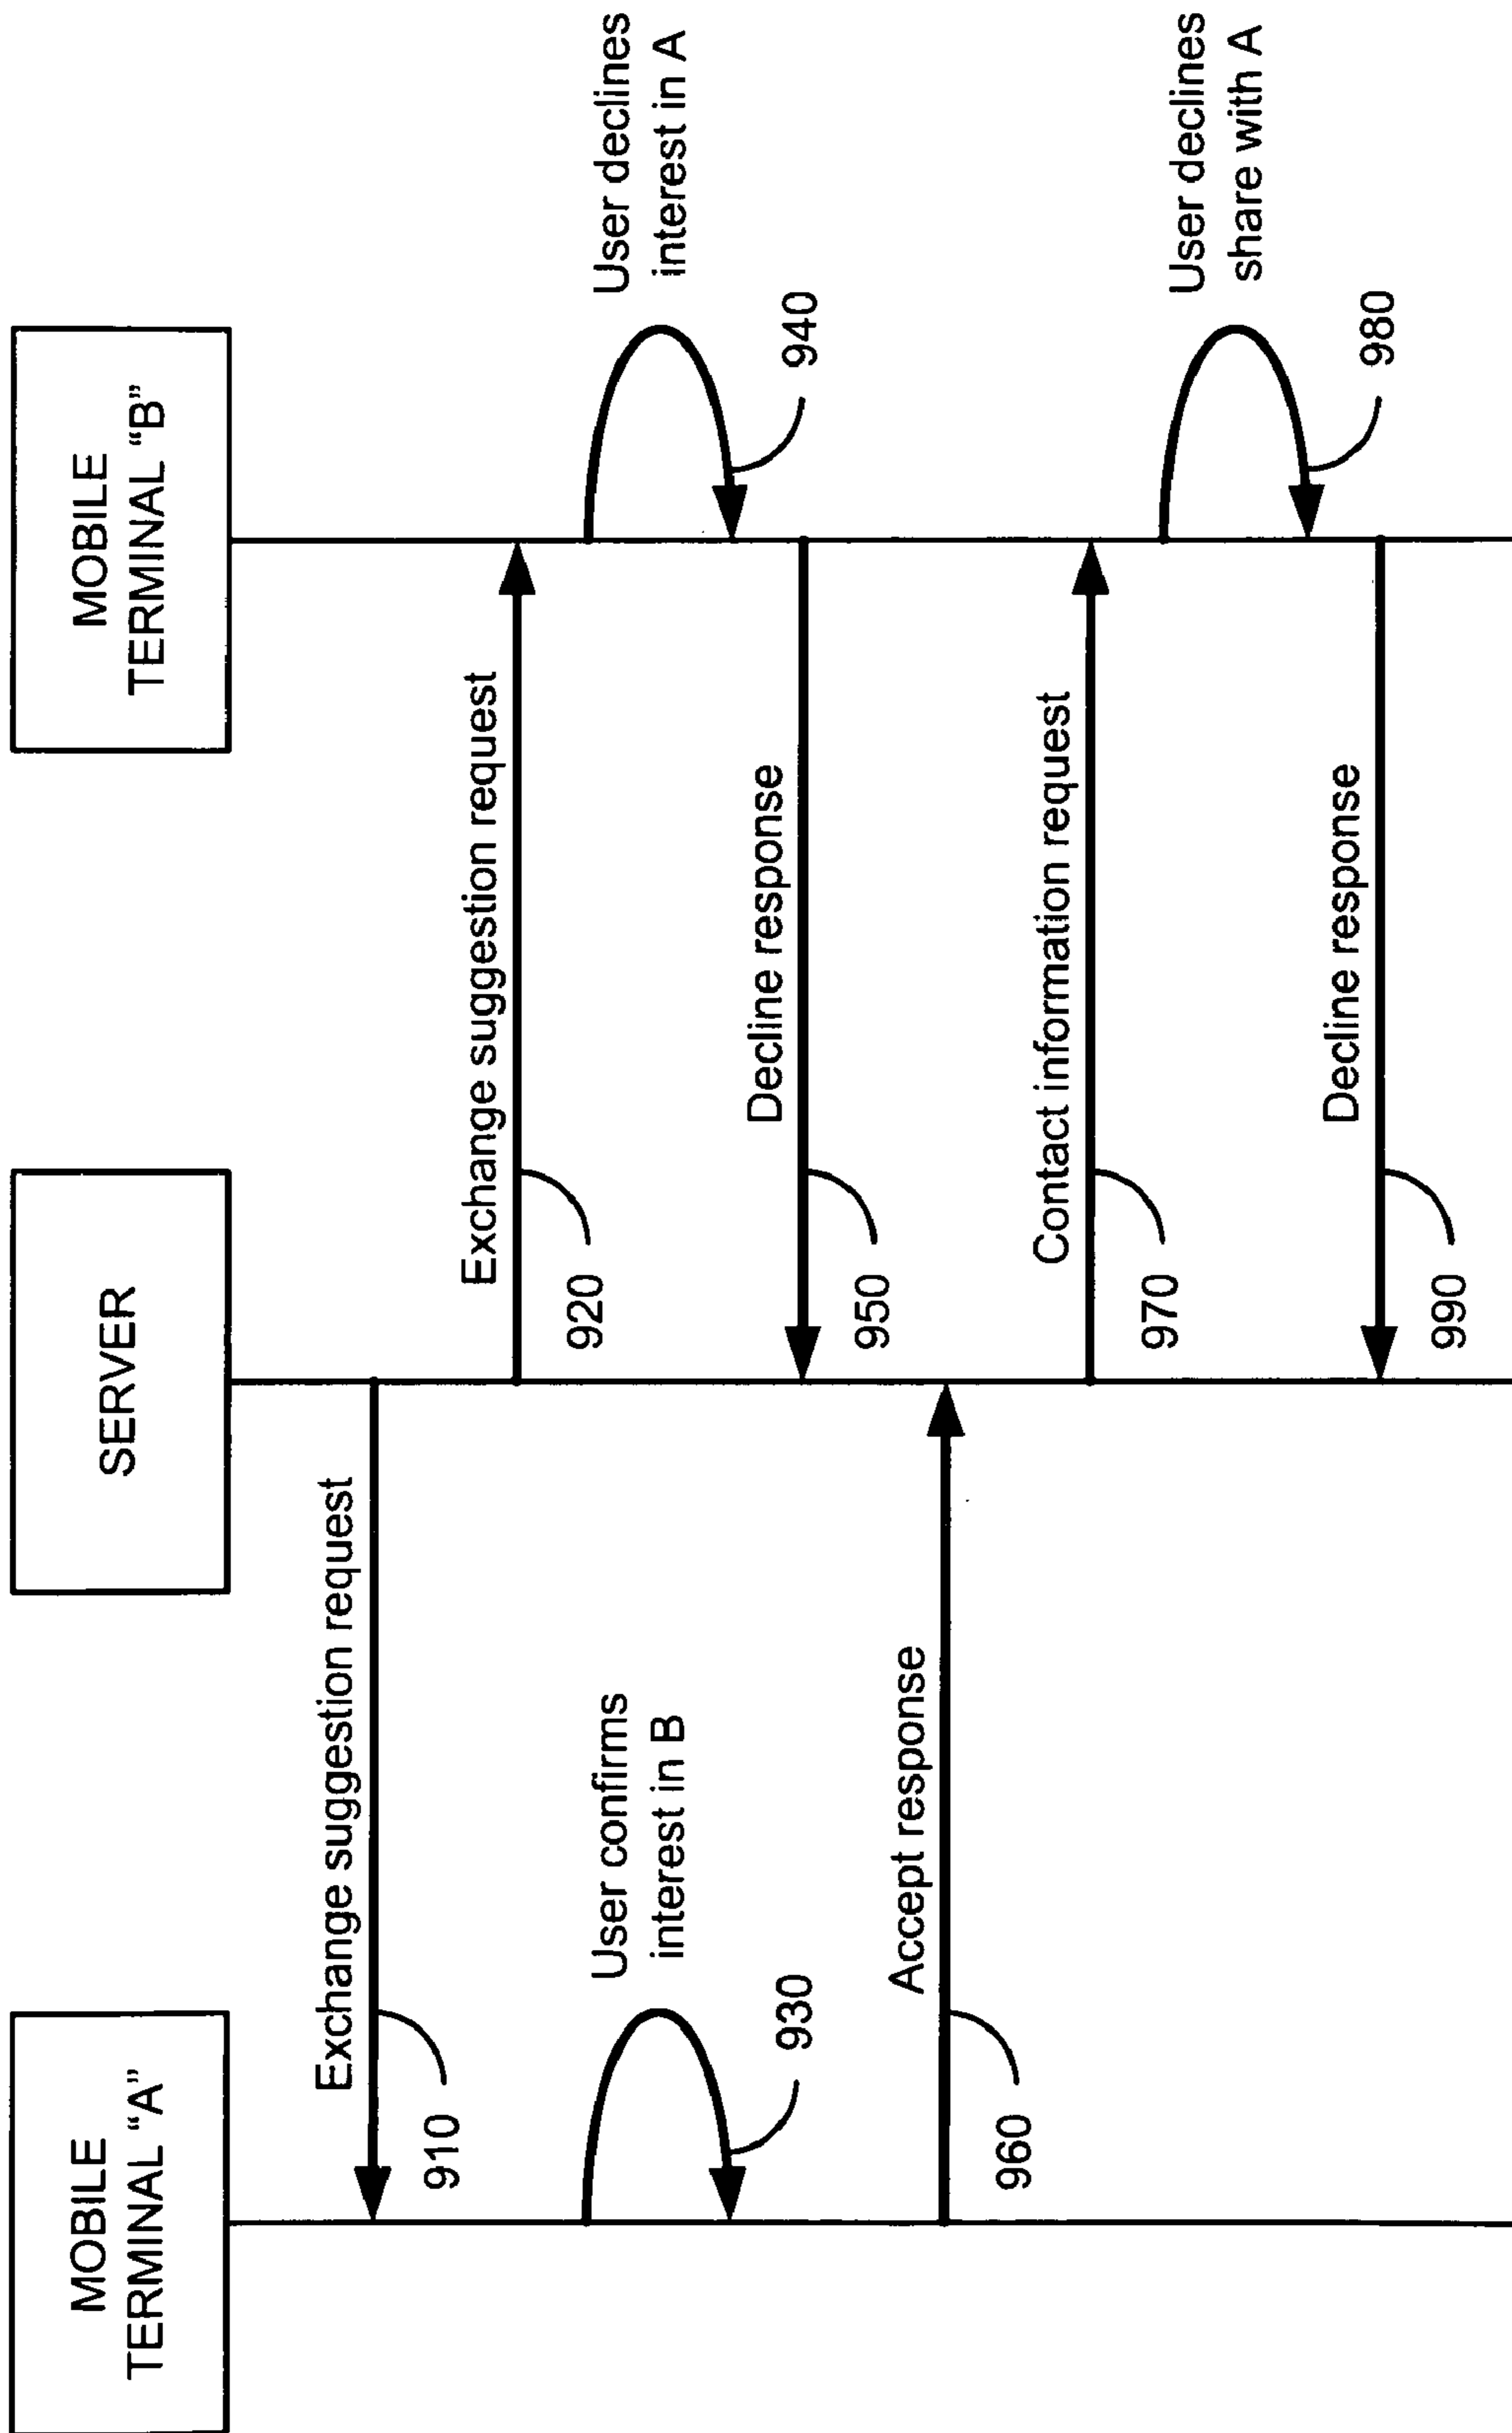 MOBILE
TERMINAL “A”
SERVER
MOBILE
TERMINAL “B”
Exchange suggestion request
910
Exchange suggestion request
920
User confirms
interest in B
930
User declines
interest in A
940
Decline response
950
Accept response
960
Contact information request
970
User declines
share with A
980
Decline response
990